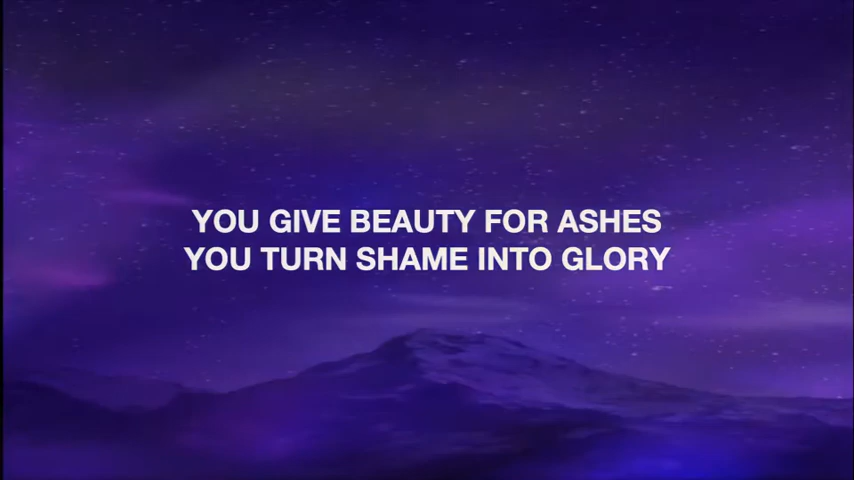 YOU GIVE BEAUTY FOR ASHES
YOU TURN SHAME INTO GLORY